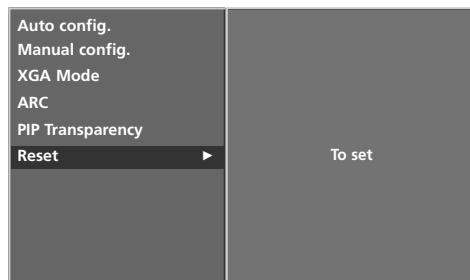 Auto config.
Manual config.
XGA Mode
ARC
PIP Transparency
Reset ►
To set